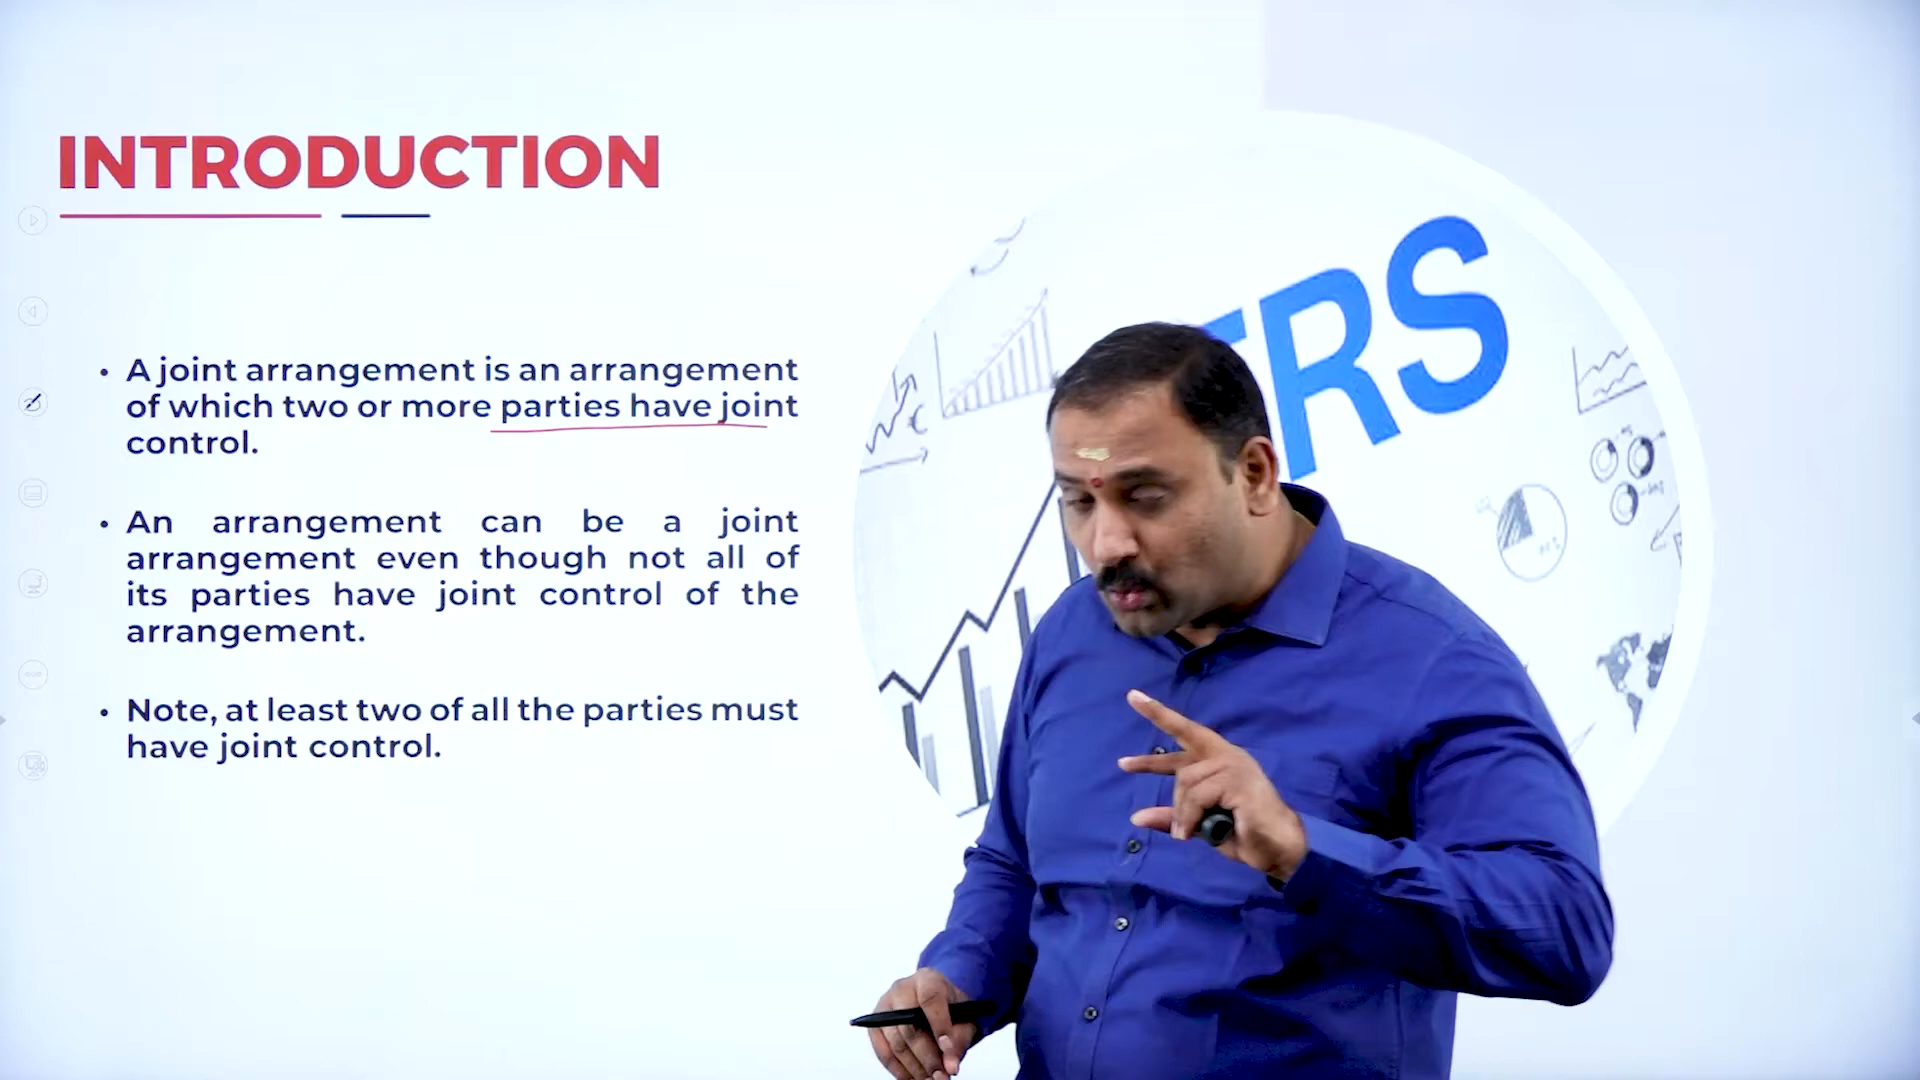 INTRODUCTION
• A joint arrangement is an arrangement
of which two or more parties have joint
control.
• An arrangement can be a joint
arrangement even though not all of
its parties have joint control of the
arrangement.
• Note, at least two of all the parties must
have joint control.
RS